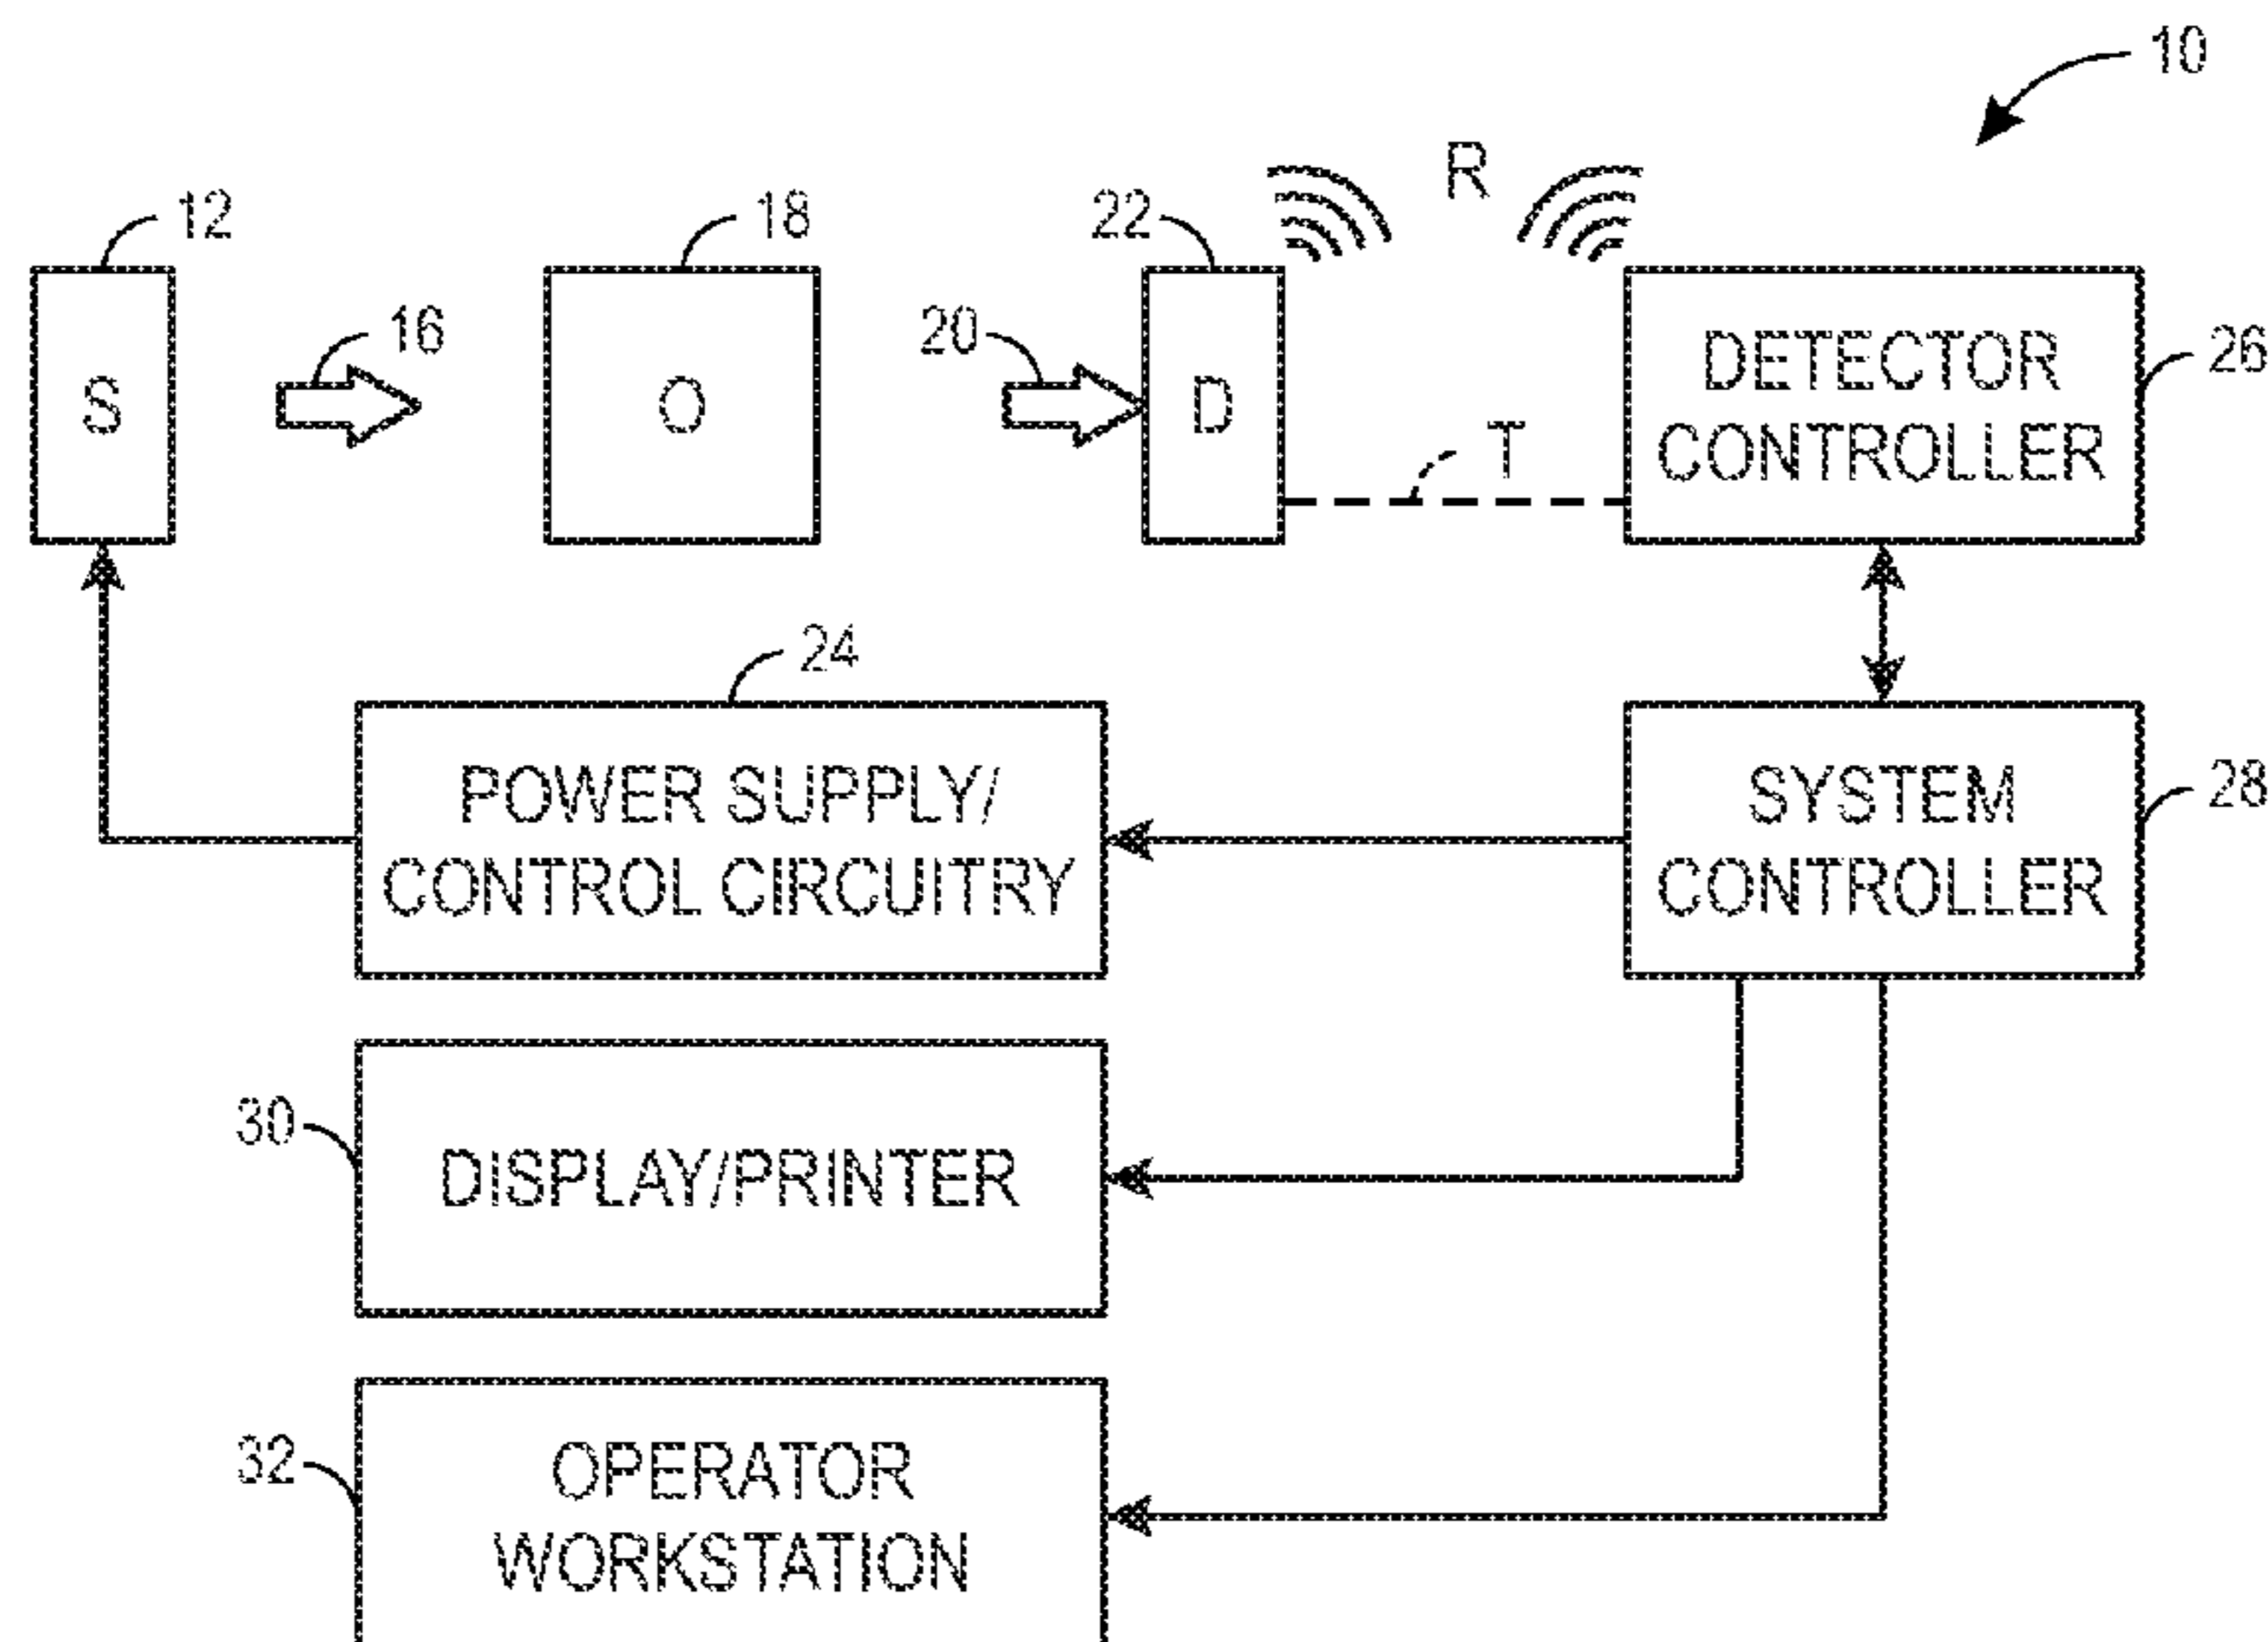 10
R
12
18
22
16
20
26
S
O
D
DETECTOR
CONTROLLER
T
24
POWER SUPPLY/
CONTROL CIRCUITRY
SYSTEM
CONTROLLER
28
30
DISPLAY/PRINTER
32
OPERATOR
WORKSTATION